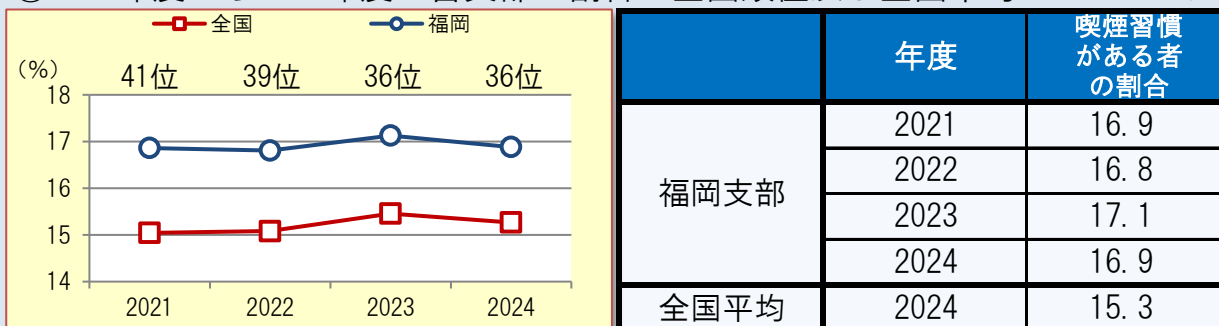 全国 福岡
(%) 41位 39位 36位 36位
18
17
16
15
14
2021 2022 2023 2024
年度 喫煙習慣
がある者
の割合
福岡支部
2021 16.9
2022 16.8
2023 17.1
2024 16.9
全国平均 2024 15.3